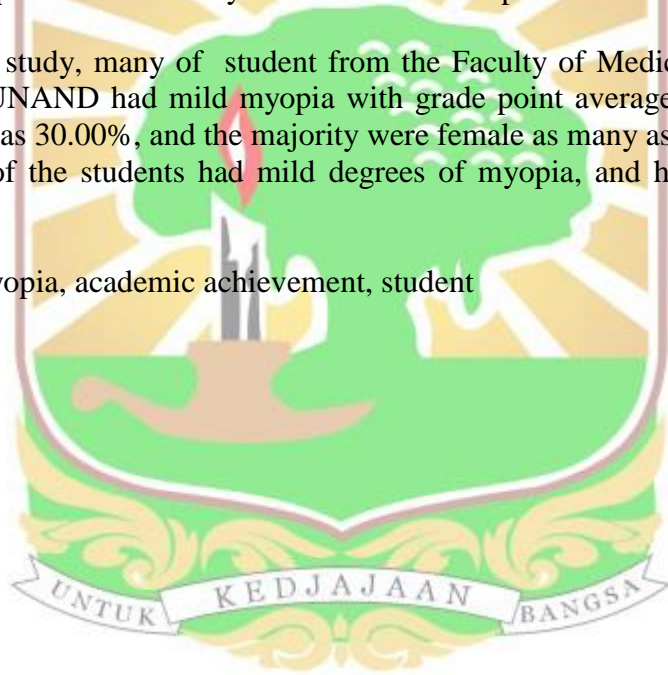 study, many of student from the Faculty of Medic
UNAND had mild myopia with grade point average
as 30.00%, and the majority were female as many as
of the students had mild degrees of myopia, and h
yopia, academic achievement, student
UNTUK KEDJAJAAN BANGSA